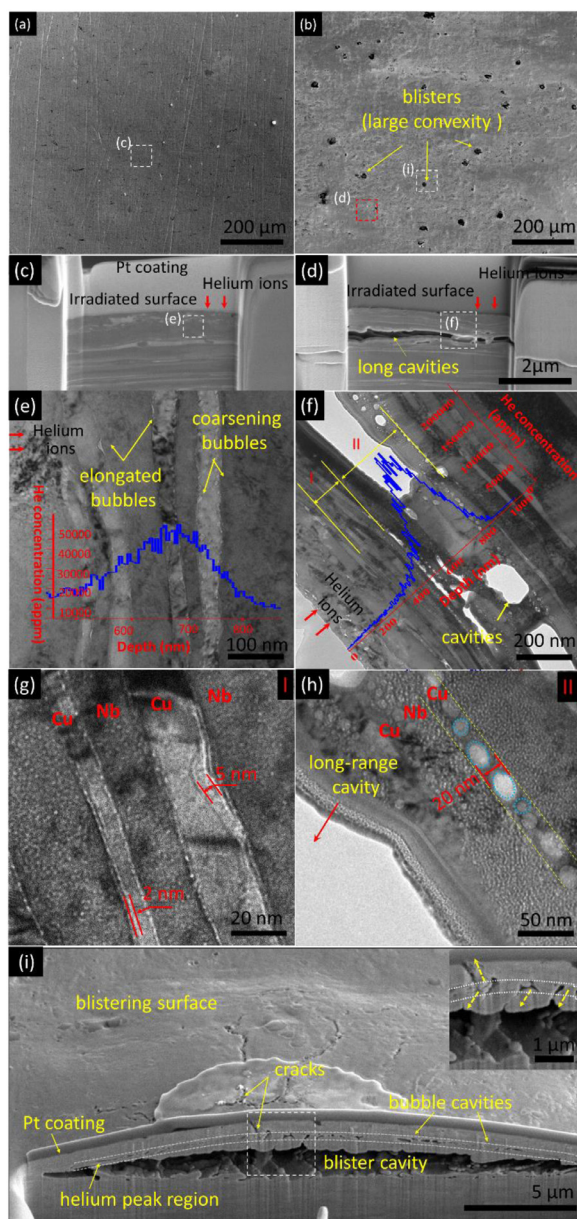 (a)
(c)
200 µm
(b)
blisters
(large convexity )
(i)
(d)
200 µm
(c)
Pt coating
Helium ions
Irradiated surface
(e)
(d)
Helium ions
Irradiated surface
(f)
long cavities
2µm
(e)
Helium
Ions
elongated
bubbles
coarsening
bubbles
He concentration
(appm)
50000
40000
30000
20000
10000
600
700
800
Depth (nm)
100 nm
(f)
I
II
He concentration
(appm)
Depth (nm)
0
200
Helium
ions
cavities
200 nm
(g)
I
Cu
Nb
Cu
Nb
5 nm
2 nm
20 nm
(h)
II
Cu
Nb
Cu
long-range
cavity
20 nm
50 nm
(i)
blistering surface
1 µm
cracks
Pt coating
bubble cavities
blister cavity
helium peak region
5 µm